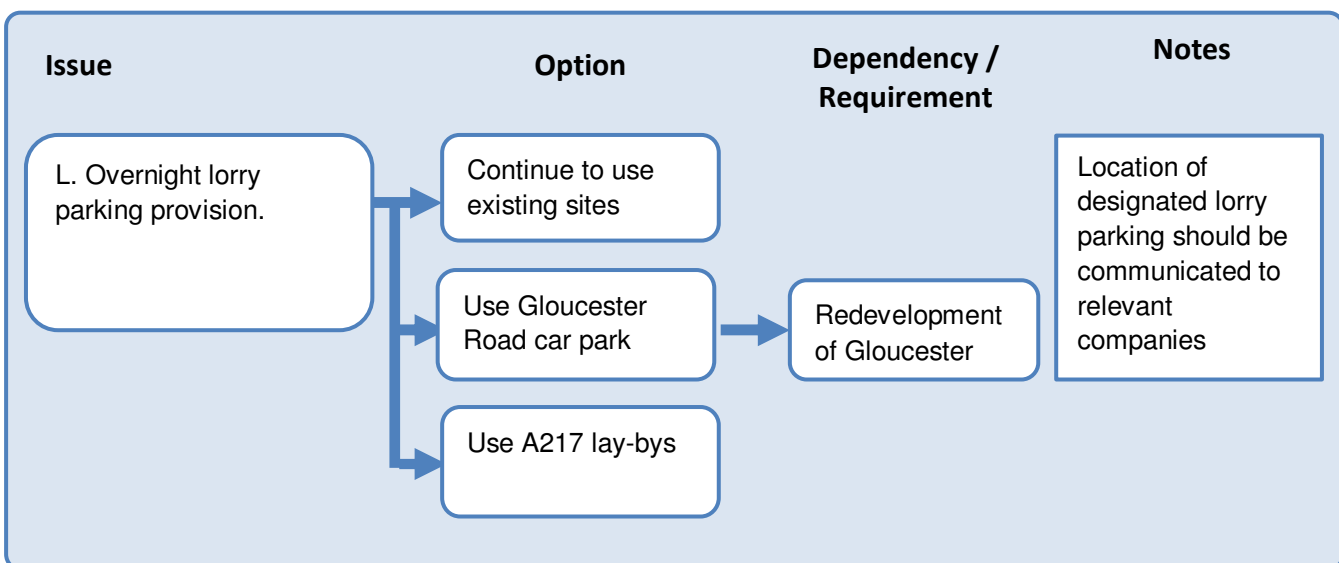 Issue
Option
Dependency /
Requirement
Notes
L. Overnight lorry
parking provision.
Continue to use
existing sites
Use Gloucester
Road car park
Use A217 lay-bys
Redevelopment
of Gloucester
Location of
designated lorry
parking should be
communicated to
relevant
companies